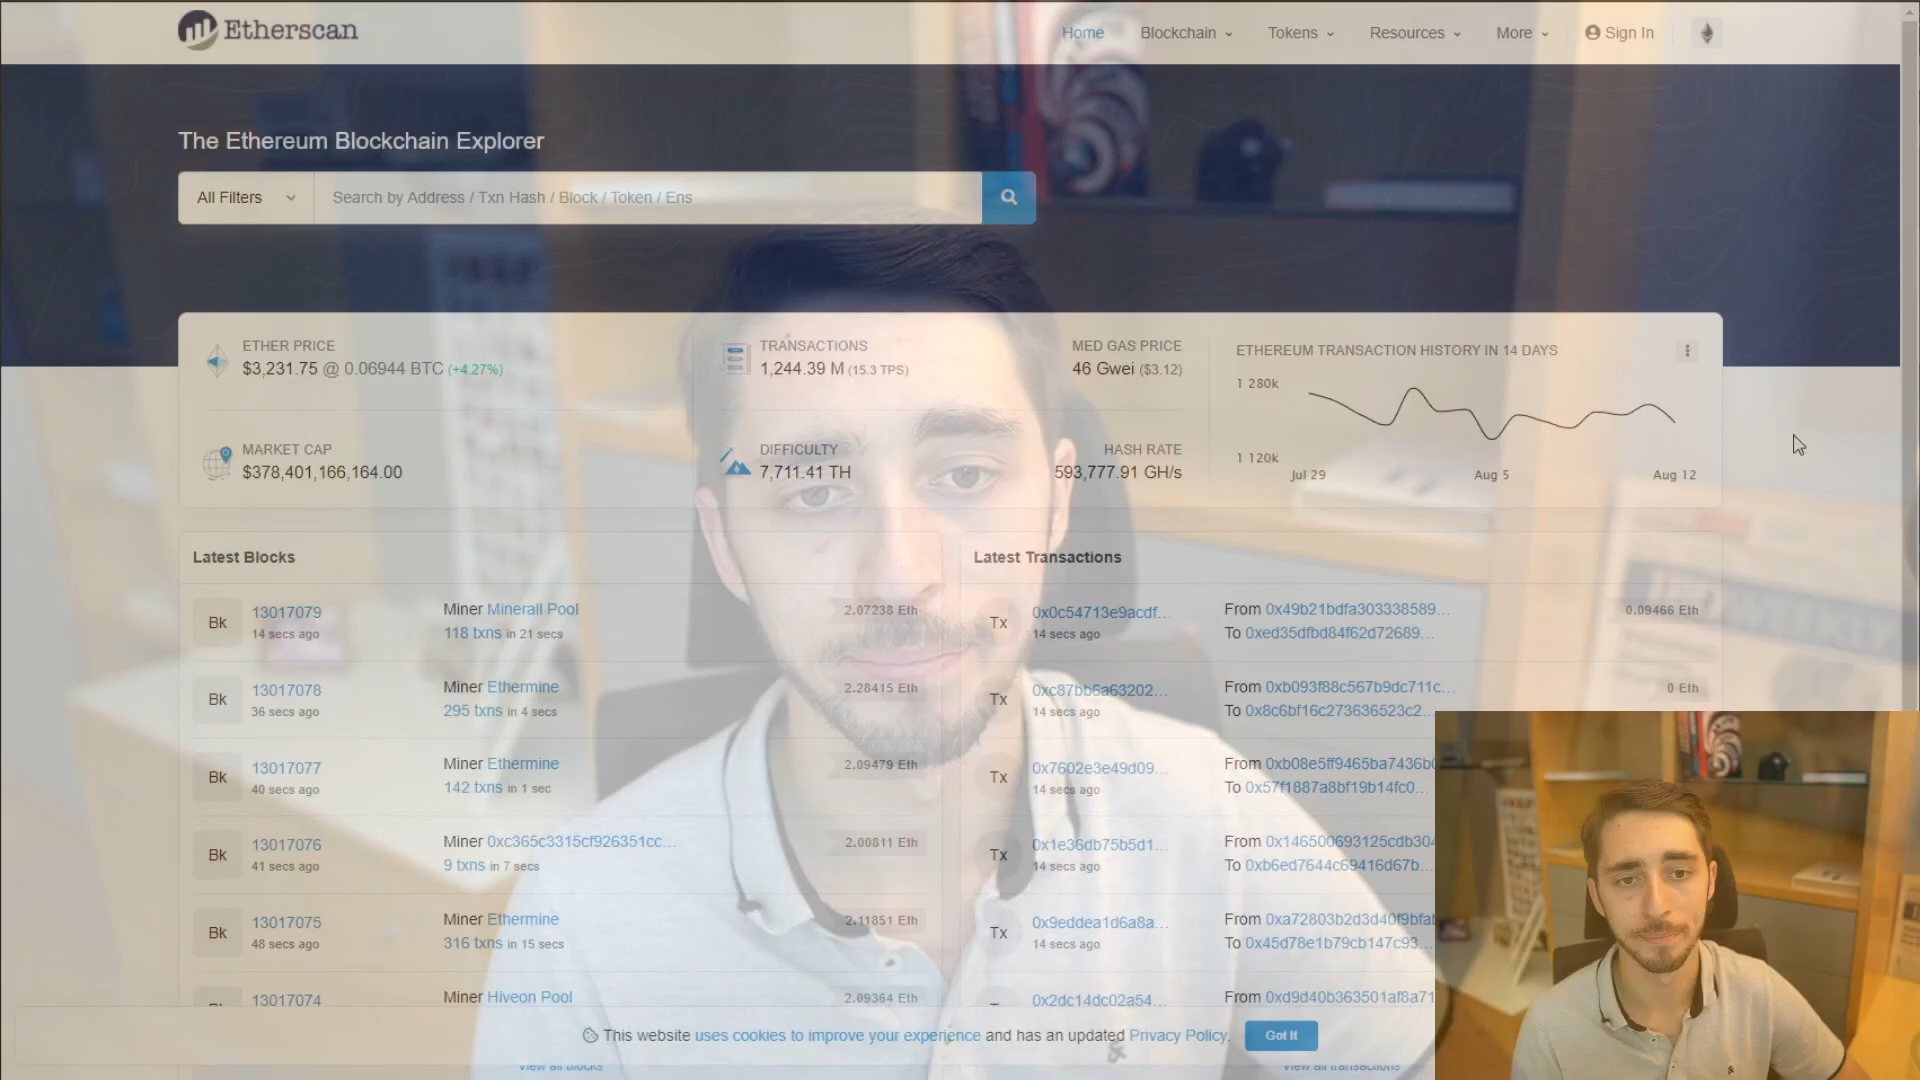 Etherscan
Home Blockchain Tokens Resources More Sign In
The Ethereum Blockchain Explorer
All Filters Search by Address / Txn Hash / Block / Token / Ens
ETHER PRICE
$3,231.75 @ 0.06944 BTC (+4.27%)
MARKET CAP
$378,401,166,164.00
TRANSACTIONS
1,244.39 M (15.3 TPS)
MED GAS PRICE
46 Gwei ($3.12)
DIFFICULTY
7,711.41 TH
HASH RATE
593,777.91 GH/s
ETHEREUM TRANSACTION HISTORY IN 14 DAYS
1 280k
1 120k
Jul 29 Aug 5 Aug 12
Latest Blocks
Bk 13017079 Miner Minerall Pool 2.07238 Eth
14 secs ago 118 txns in 21 secs
Bk 13017078 Miner Ethermine 2.28415 Eth
36 secs ago 295 txns in 4 secs
Bk 13017077 Miner Ethermine 2.09479 Eth
40 secs ago 142 txns in 1 sec
Bk 13017076 Miner 0xc365c3315cf926351cc... 2.00811 Eth
41 secs ago 9 txns in 7 secs
Bk 13017075 Miner Ethermine 2.11851 Eth
48 secs ago 316 txns in 15 secs
13017074 Miner Hiveon Pool 2.09364 Eth
Latest Transactions
Tx 0x0c54713e9acdf... From 0x49b21bdfa303338589... 0.09466 Eth
14 secs ago To 0xed35dfbd84f62d72689...
Tx 0xc87bb6a63202... From 0xb093f88c567b9dc711c... 0 Eth
14 secs ago To 0x8c6bf16c273636523c2...
Tx 0x7602e3e49d09... From 0xb08e5ff9465ba7436b
14 secs ago To 0x57f1887a8bf19b14fc0...
Tx 0x1e36db75b5d1... From 0x146500693125cdb304
14 secs ago To 0xb6ed7644c69416d67b...
Tx 0x9eddea1d6a8a... From 0xa72803b2d3d40f9bfa
14 secs ago To 0x45d78e1b79cb147c93...
0x2dc14dc02a54... From 0xd9d40b363501af8a71
This website uses cookies to improve your experience and has an updated Privacy Policy. Got It
View all blocks View all transactions